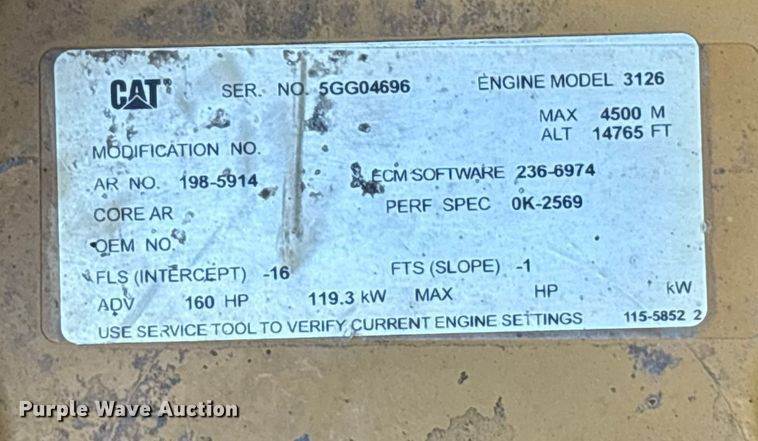 CAT SER. NO. 5GG04696 ENGINE MODEL 3126
MAX 4500 M
ALT 14765 FT
MODIFICATION NO.
AR NO. 198-5914 ECM SOFTWARE 236-6974
CORE AR PERF SPEC 0K-2569
OEM NO.
FLS (INTERCEPT) -16 FTS (SLOPE) -1
ADV 160 HP 119.3 kW MAX HP kW
USE SERVICE TOOL TO VERIFY CURRENT ENGINE SETTINGS 115-5852 2
Purple Wave Auction